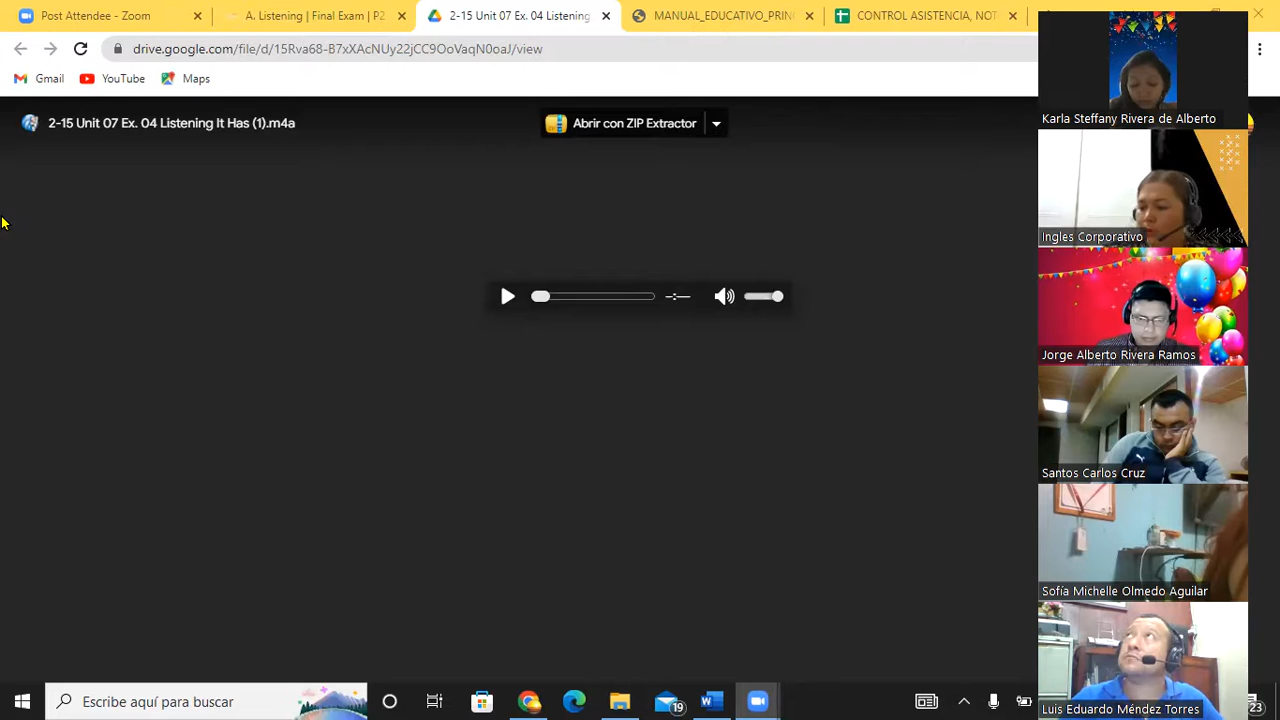 Post Attendee - Zoom
A. Listening | Final Exam | P2
2-15 Unit 07 Ex. 04 Listening
MANUAL_EDUCATIVO_PRINC
CONTROL ASISTENCIA, NOT
drive.google.com/file/d/15Rva68-B7xXAcNUy22jCC9OoVaqN0oaJ/view
Gmail
YouTube
Maps
2-15 Unit 07 Ex. 04 Listening It Has (1).m4a
Abrir con ZIP Extractor
Karla Steffany Rivera de Alberto
Ingles Corporativo
Jorge Alberto Rivera Ramos
Santos Carlos Cruz
Sofía Michelle Olmedo Aguilar
Luis Eduardo Méndez Torres
-:--
Escribe aquí para buscar
19
23